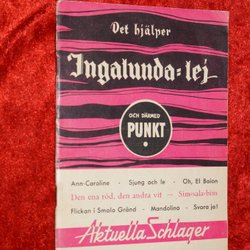 Det hjälper
Ingalunda-lej
OCH DÄRMED
PUNKT
Ann-Caroline - Sjung och le - Oh, El Baion
Den ena röd, den andra vit — Sim-sala-bim
Flickan i Smala Gränd - Mandolino - Svara ja!
Aktuella Schlager